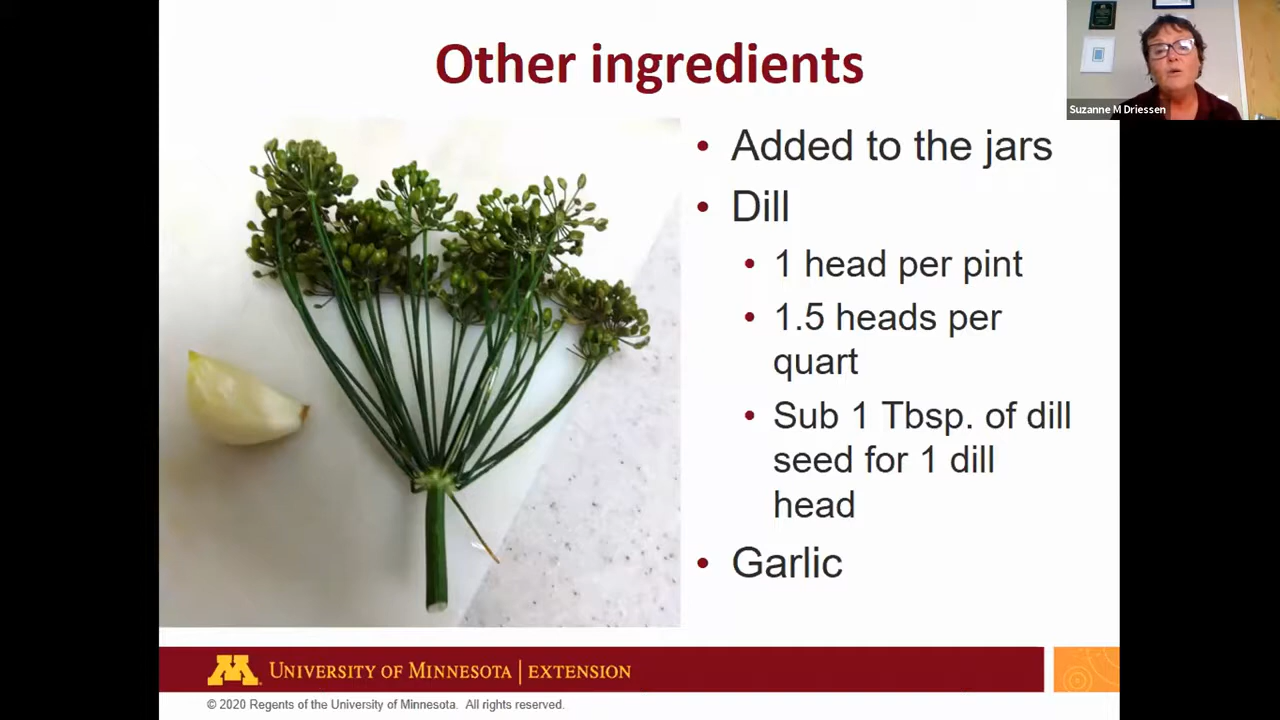 Other ingredients
Suzanne M Driessen
• Added to the jars
• Dill
• 1 head per pint
• 1.5 heads per
quart
• Sub 1 Tbsp. of dill
seed for 1 dill
head
• Garlic
M UNIVERSITY OF MINNESOTA | EXTENSION
© 2020 Regents of the University of Minnesota. All rights reserved.